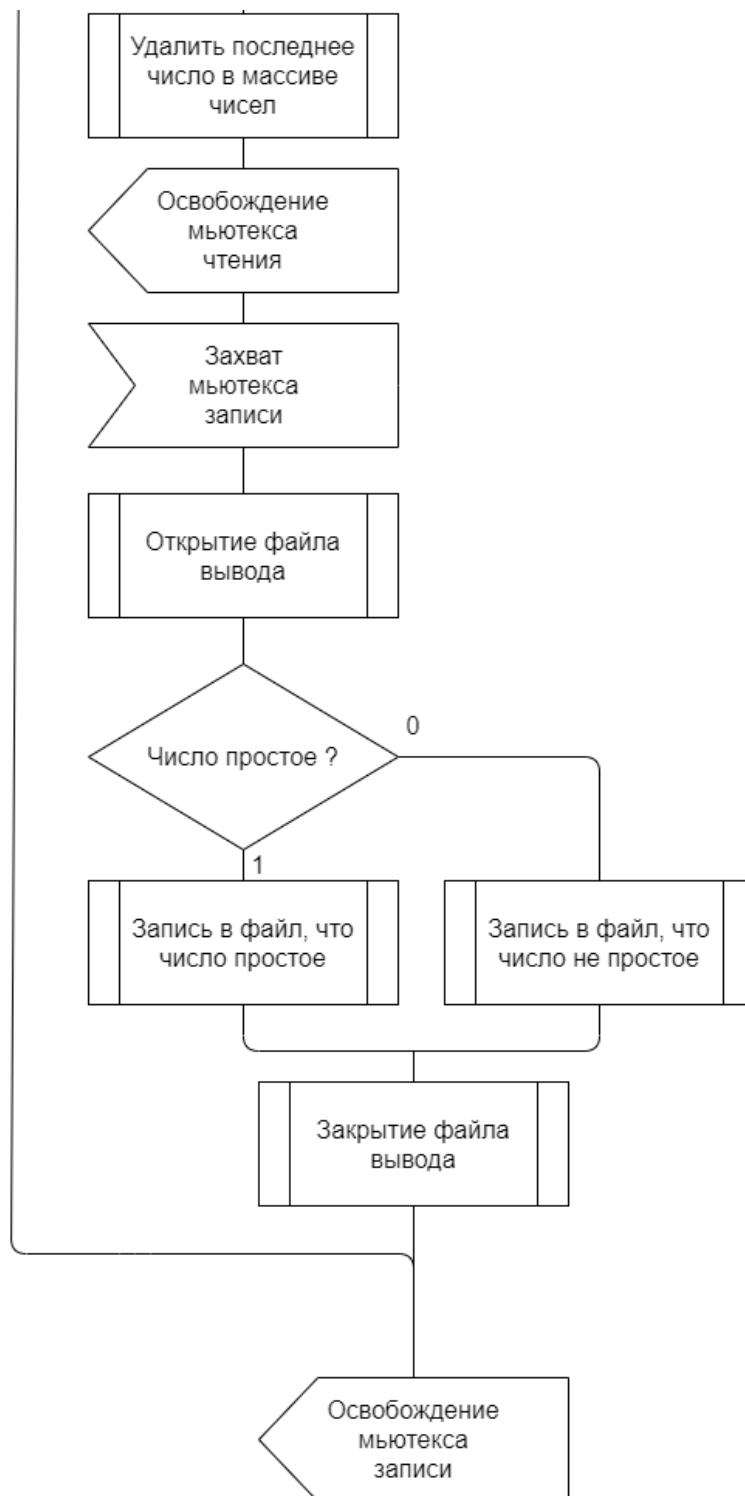 Удалить последнее
число в массиве
чисел
Освобождение
мьютекса
чтения
Захват
мьютекса
записи
Открытие файла
вывода
Число простое ?
0
1
Запись в файл, что
число простое
Запись в файл, что
число не простое
Закрытие файла
вывода
Освобождение
мьютекса
записи